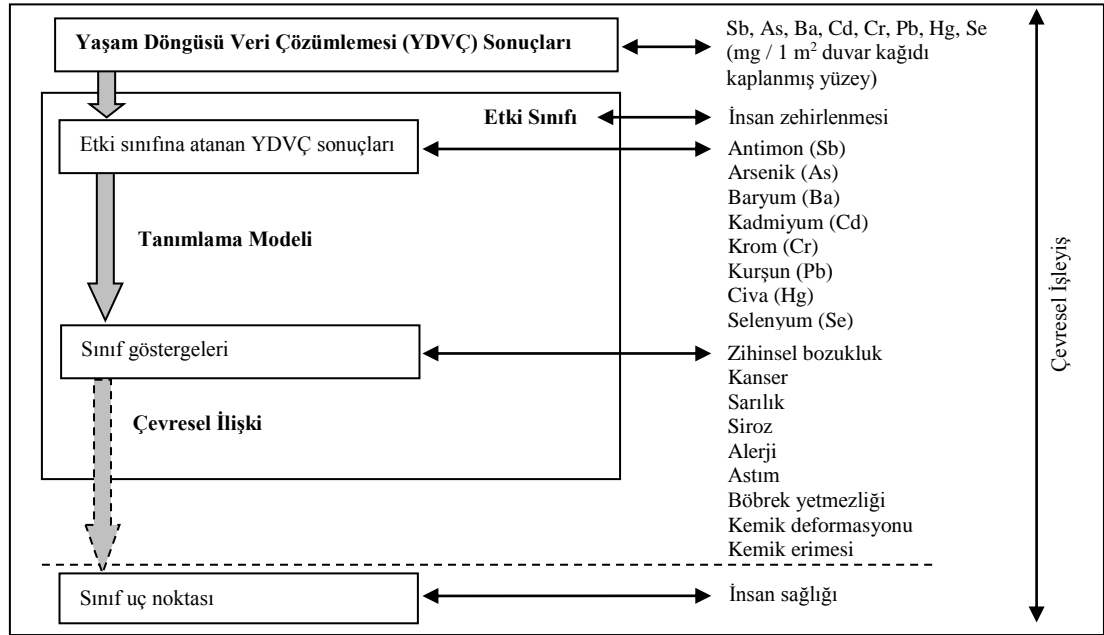 Yaşam Döngüsü Veri Çözümlemesi (YDVÇ) Sonuçları
Sb, As, Ba, Cd, Cr, Pb, Hg, Se
(mg / 1 m² duvar kağıdı
kaplanmış yüzey)
Etki Sınıfı
İnsan zehirlenmesi
Etki sınıfına atanan YDVÇ sonuçları
Antimon (Sb)
Arsenik (As)
Baryum (Ba)
Kadmiyum (Cd)
Krom (Cr)
Kurşun (Pb)
Civa (Hg)
Selenyum (Se)
Tanımlama Modeli
Sınıf göstergeleri
Zihinsel bozukluk
Kanser
Sarılık
Siroz
Alerji
Astım
Böbrek yetmezliği
Kemik deformasyonu
Kemik erimesi
Çevresel İlişki
Sınıf uç noktası
İnsan sağlığı
Çevresel İşleyiş